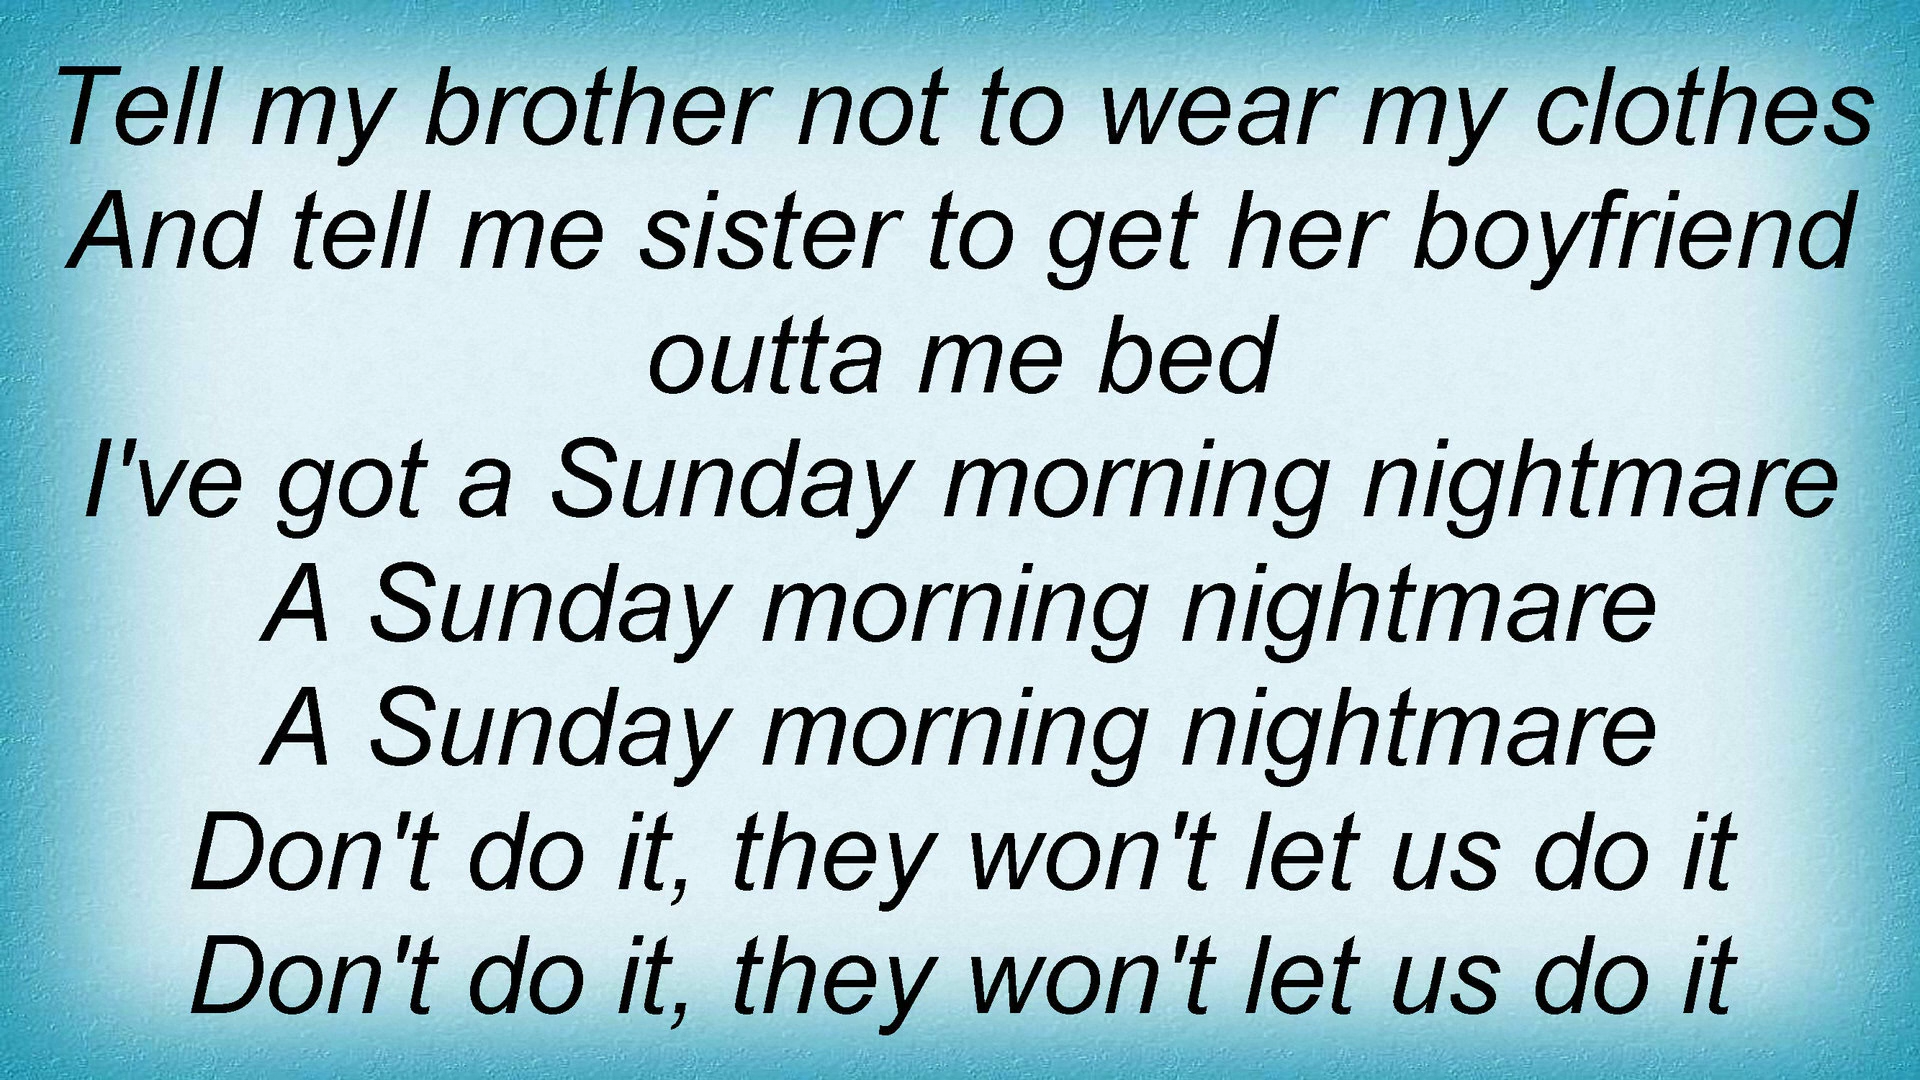 Tell my brother not to wear my clothes
And tell me sister to get her boyfriend
outta me bed
I've got a Sunday morning nightmare
A Sunday morning nightmare
A Sunday morning nightmare
Don't do it, they won't let us do it
Don't do it, they won't let us do it